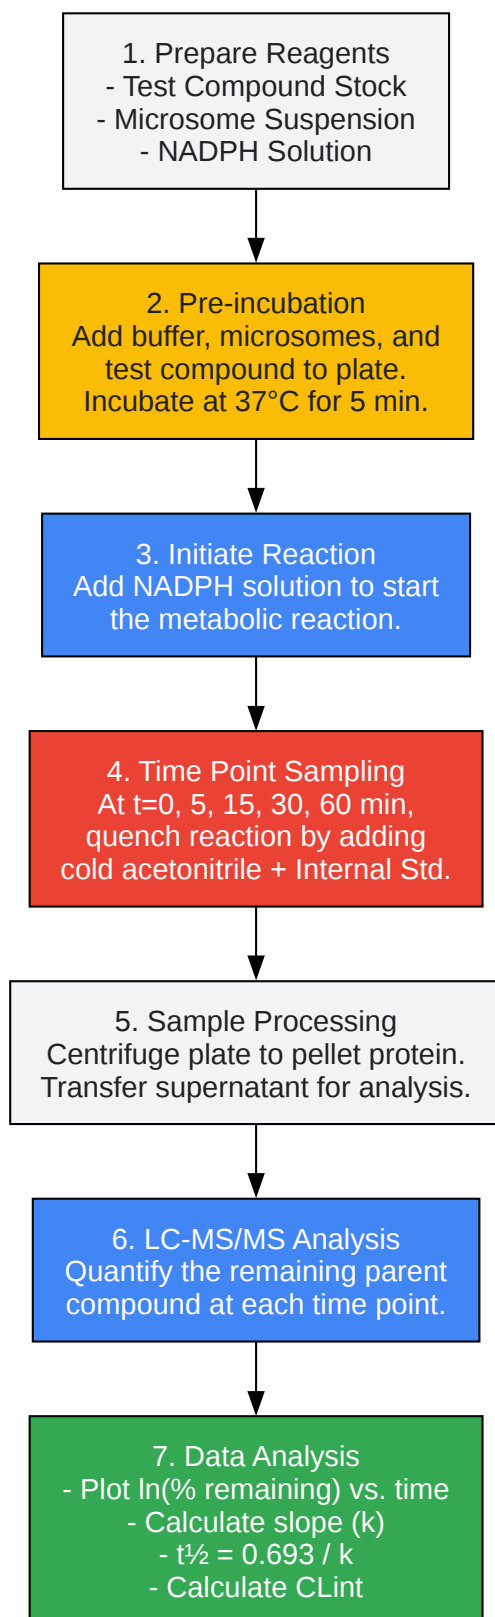 1. Prepare Reagents
- Test Compound Stock
- Microsome Suspension
- NADPH Solution
2. Pre-incubation
Add buffer, microsomes, and
test compound to plate.
Incubate at 37°C for 5 min.
3. Initiate Reaction
Add NADPH solution to start
the metabolic reaction.
4. Time Point Sampling
At t=0, 5, 15, 30, 60 min,
quench reaction by adding
cold acetonitrile + Internal Std.
5. Sample Processing
Centrifuge plate to pellet protein.
Transfer supernatant for analysis.
6. LC-MS/MS Analysis
Quantify the remaining parent
compound at each time point.
7. Data Analysis
- Plot ln(% remaining) vs. time
- Calculate slope (k)
- t½ = 0.693 / k
- Calculate CLint